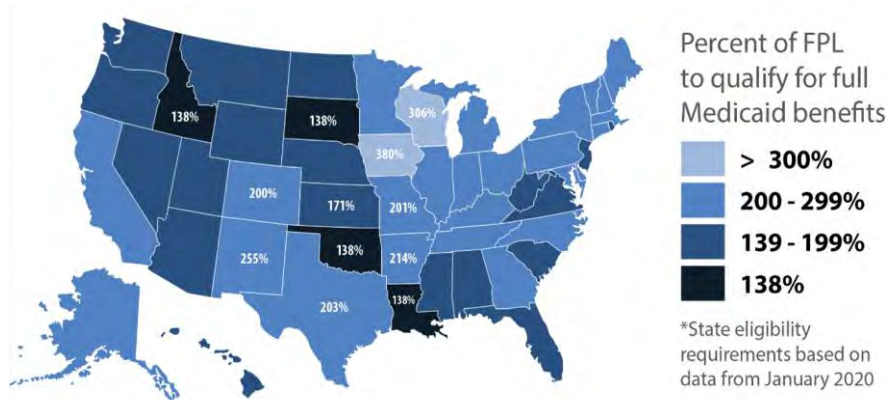 Percent of FPL
to qualify for full
Medicaid benefits
> 300%
200 - 299%
139 - 199%
138%
*State eligibility
requirements based on
data from January 2020
138%
138%
306%
380%
200%
171%
201%
255%
138%
214%
203%
138%